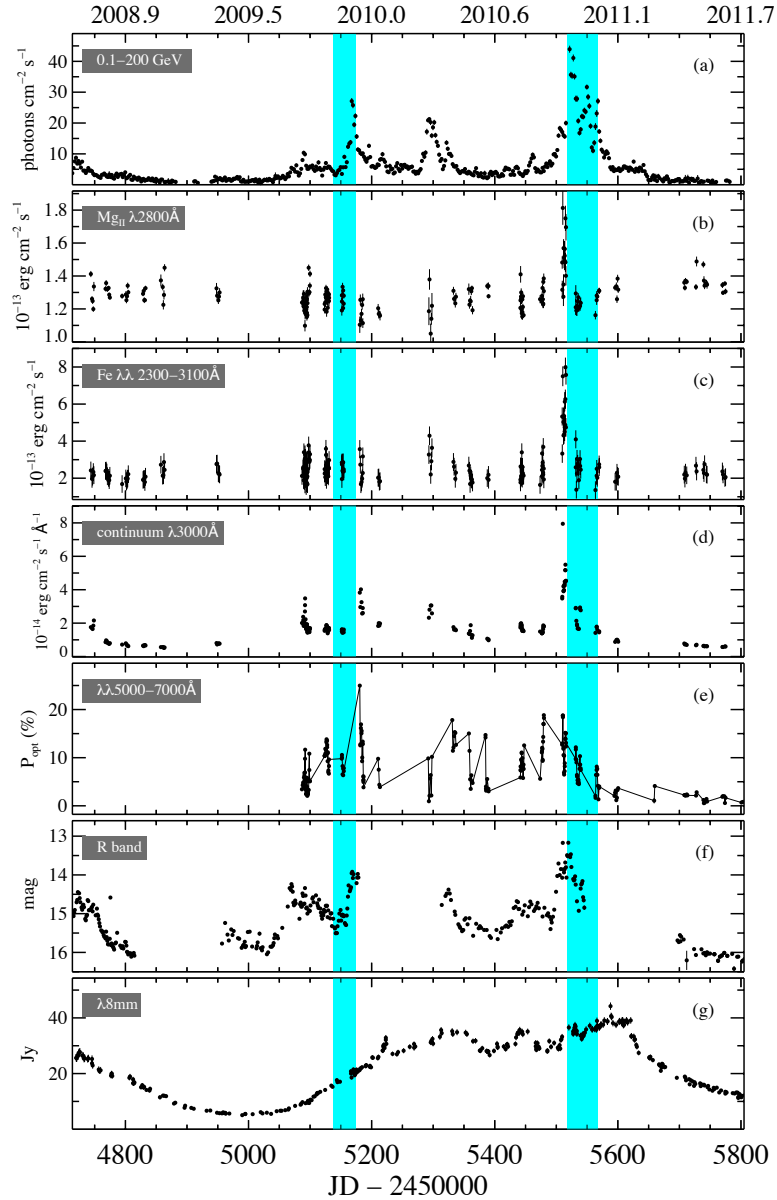 2008.9 2009.5 2010.0 2010.6 2011.1 2011.7
0.1−200 GeV
(a)
photons cm⁻² s⁻¹
40
30
20
10
Mg_II λ2800Å
(b)
10⁻¹³ erg cm⁻² s⁻¹
1.8
1.6
1.4
1.2
1.0
Fe λλ 2300−3100Å
(c)
10⁻¹³ erg cm⁻² s⁻¹
8
6
4
2
continuum λ3000Å
(d)
10⁻¹⁴ erg cm⁻² s⁻¹ Å⁻¹
8
6
4
2
0
λλ5000−7000Å
(e)
P_opt (%)
20
10
0
R band
(f)
mag
13
14
15
16
λ8mm
(g)
Jy
40
20
4800 5000 5200 5400 5600 5800
JD − 2450000